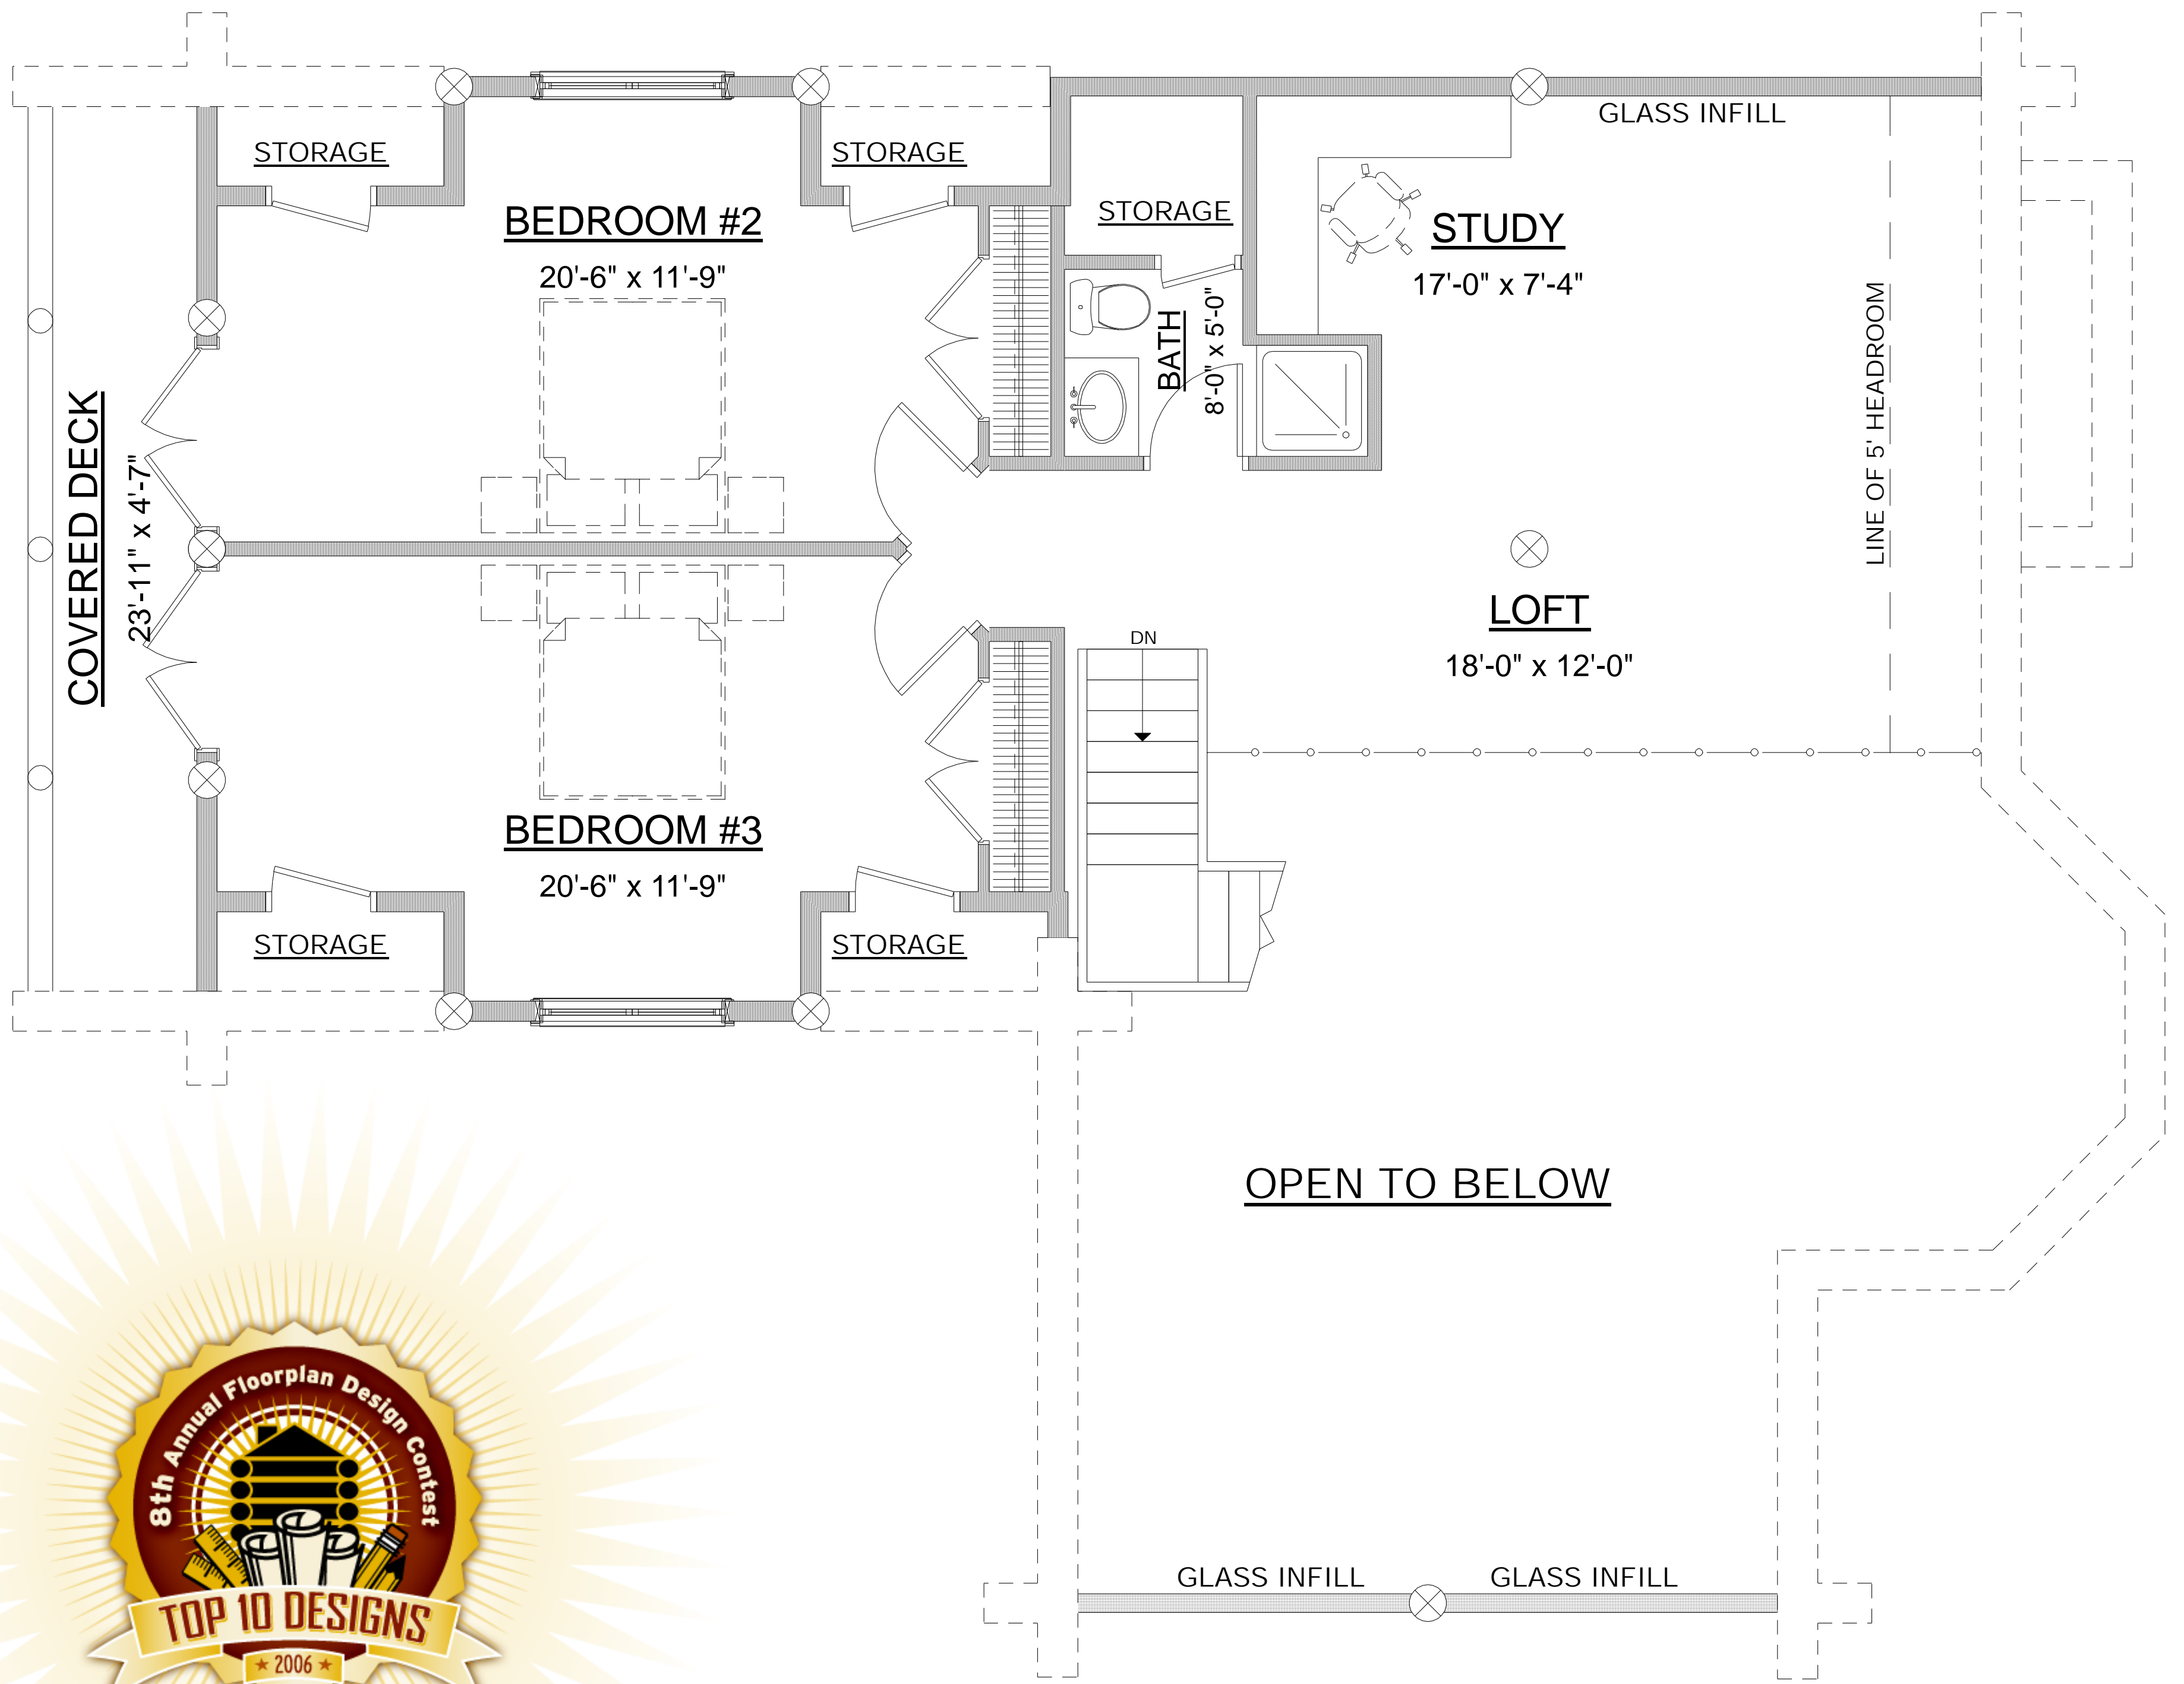 GLASS INFILL
STORAGE
STORAGE
BEDROOM #2
20'-6" x 11'-9"
STORAGE
STUDY
17'-0" x 7'-4"
BATH
8'-0" x 5'-0"
LINE OF 5' HEADROOM
COVERED DECK
23'-11" x 4'-7"
LOFT
18'-0" x 12'-0"
DN
BEDROOM #3
20'-6" x 11'-9"
STORAGE
STORAGE
OPEN TO BELOW
GLASS INFILL
GLASS INFILL
8th Annual Floorplan Design Contest
TOP 10 DESIGNS
2006